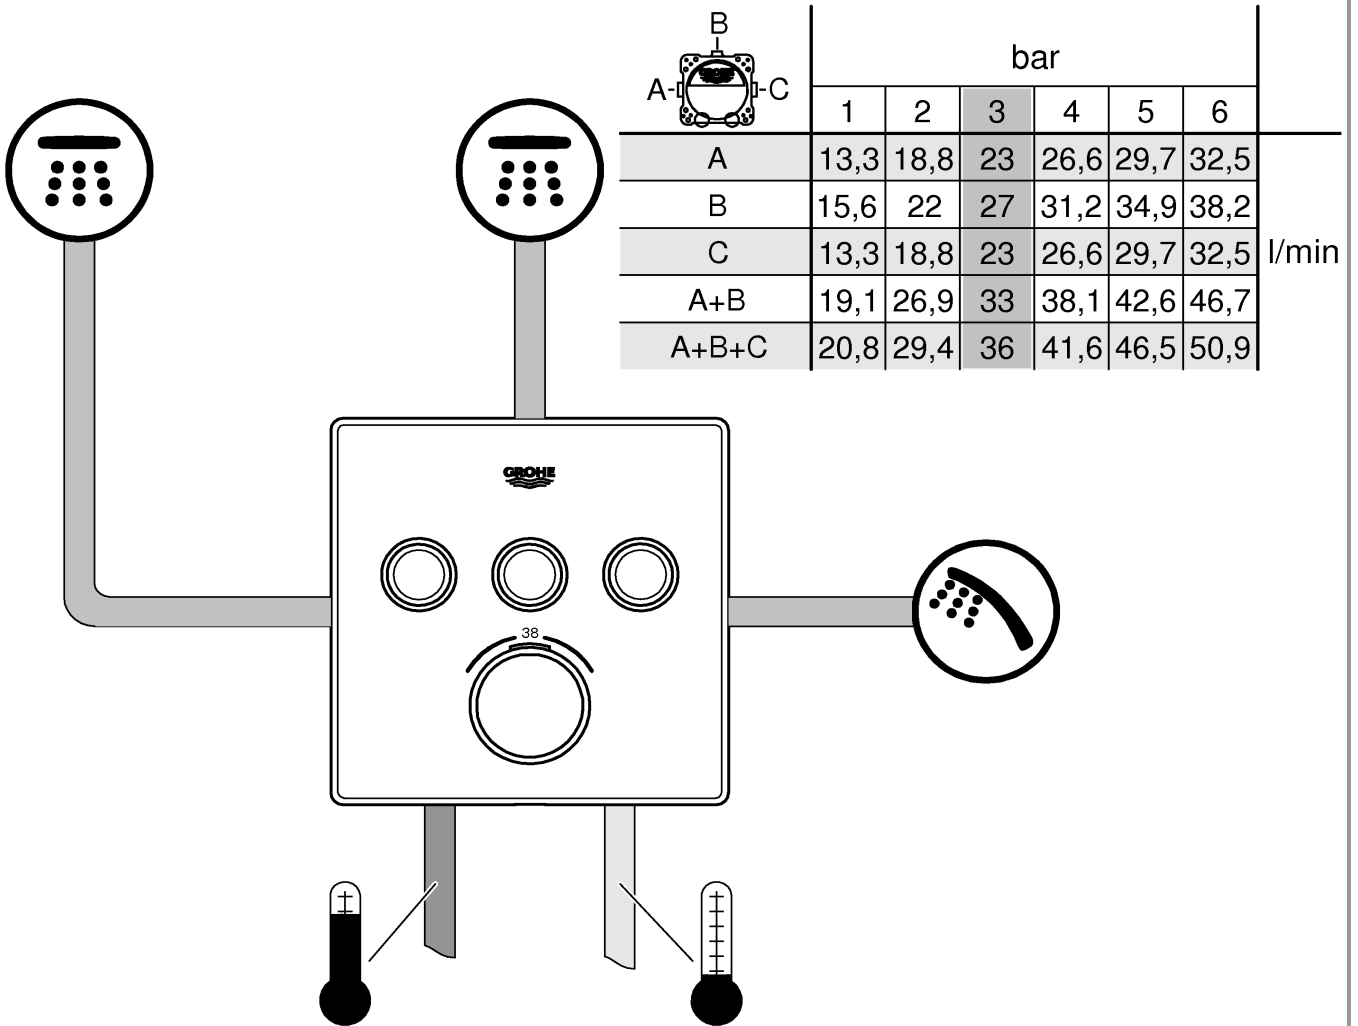 B
GROHE
A C
bar
1 2 3 4 5 6
A 13,3 18,8 23 26,6 29,7 32,5
B 15,6 22 27 31,2 34,9 38,2
C 13,3 18,8 23 26,6 29,7 32,5 l/min
A+B 19,1 26,9 33 38,1 42,6 46,7
A+B+C 20,8 29,4 36 41,6 46,5 50,9
GROHE
38